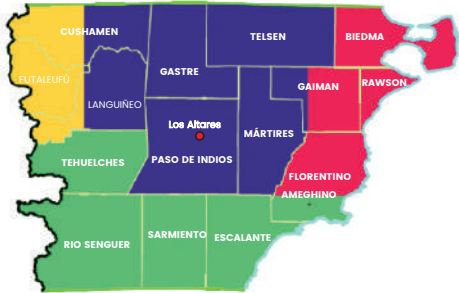 CUSHAMEN
TELSEN
BIEDMA
FUTALEUFÚ
GASTRE
GAIMAN
RAWSON
LANGUIÑEO
Los Altares
MÁRTIRES
TEHUELCHES
PASO DE INDIOS
FLORENTINO
AMEGHINO
RIO SENGUER
SARMIENTO
ESCALANTE